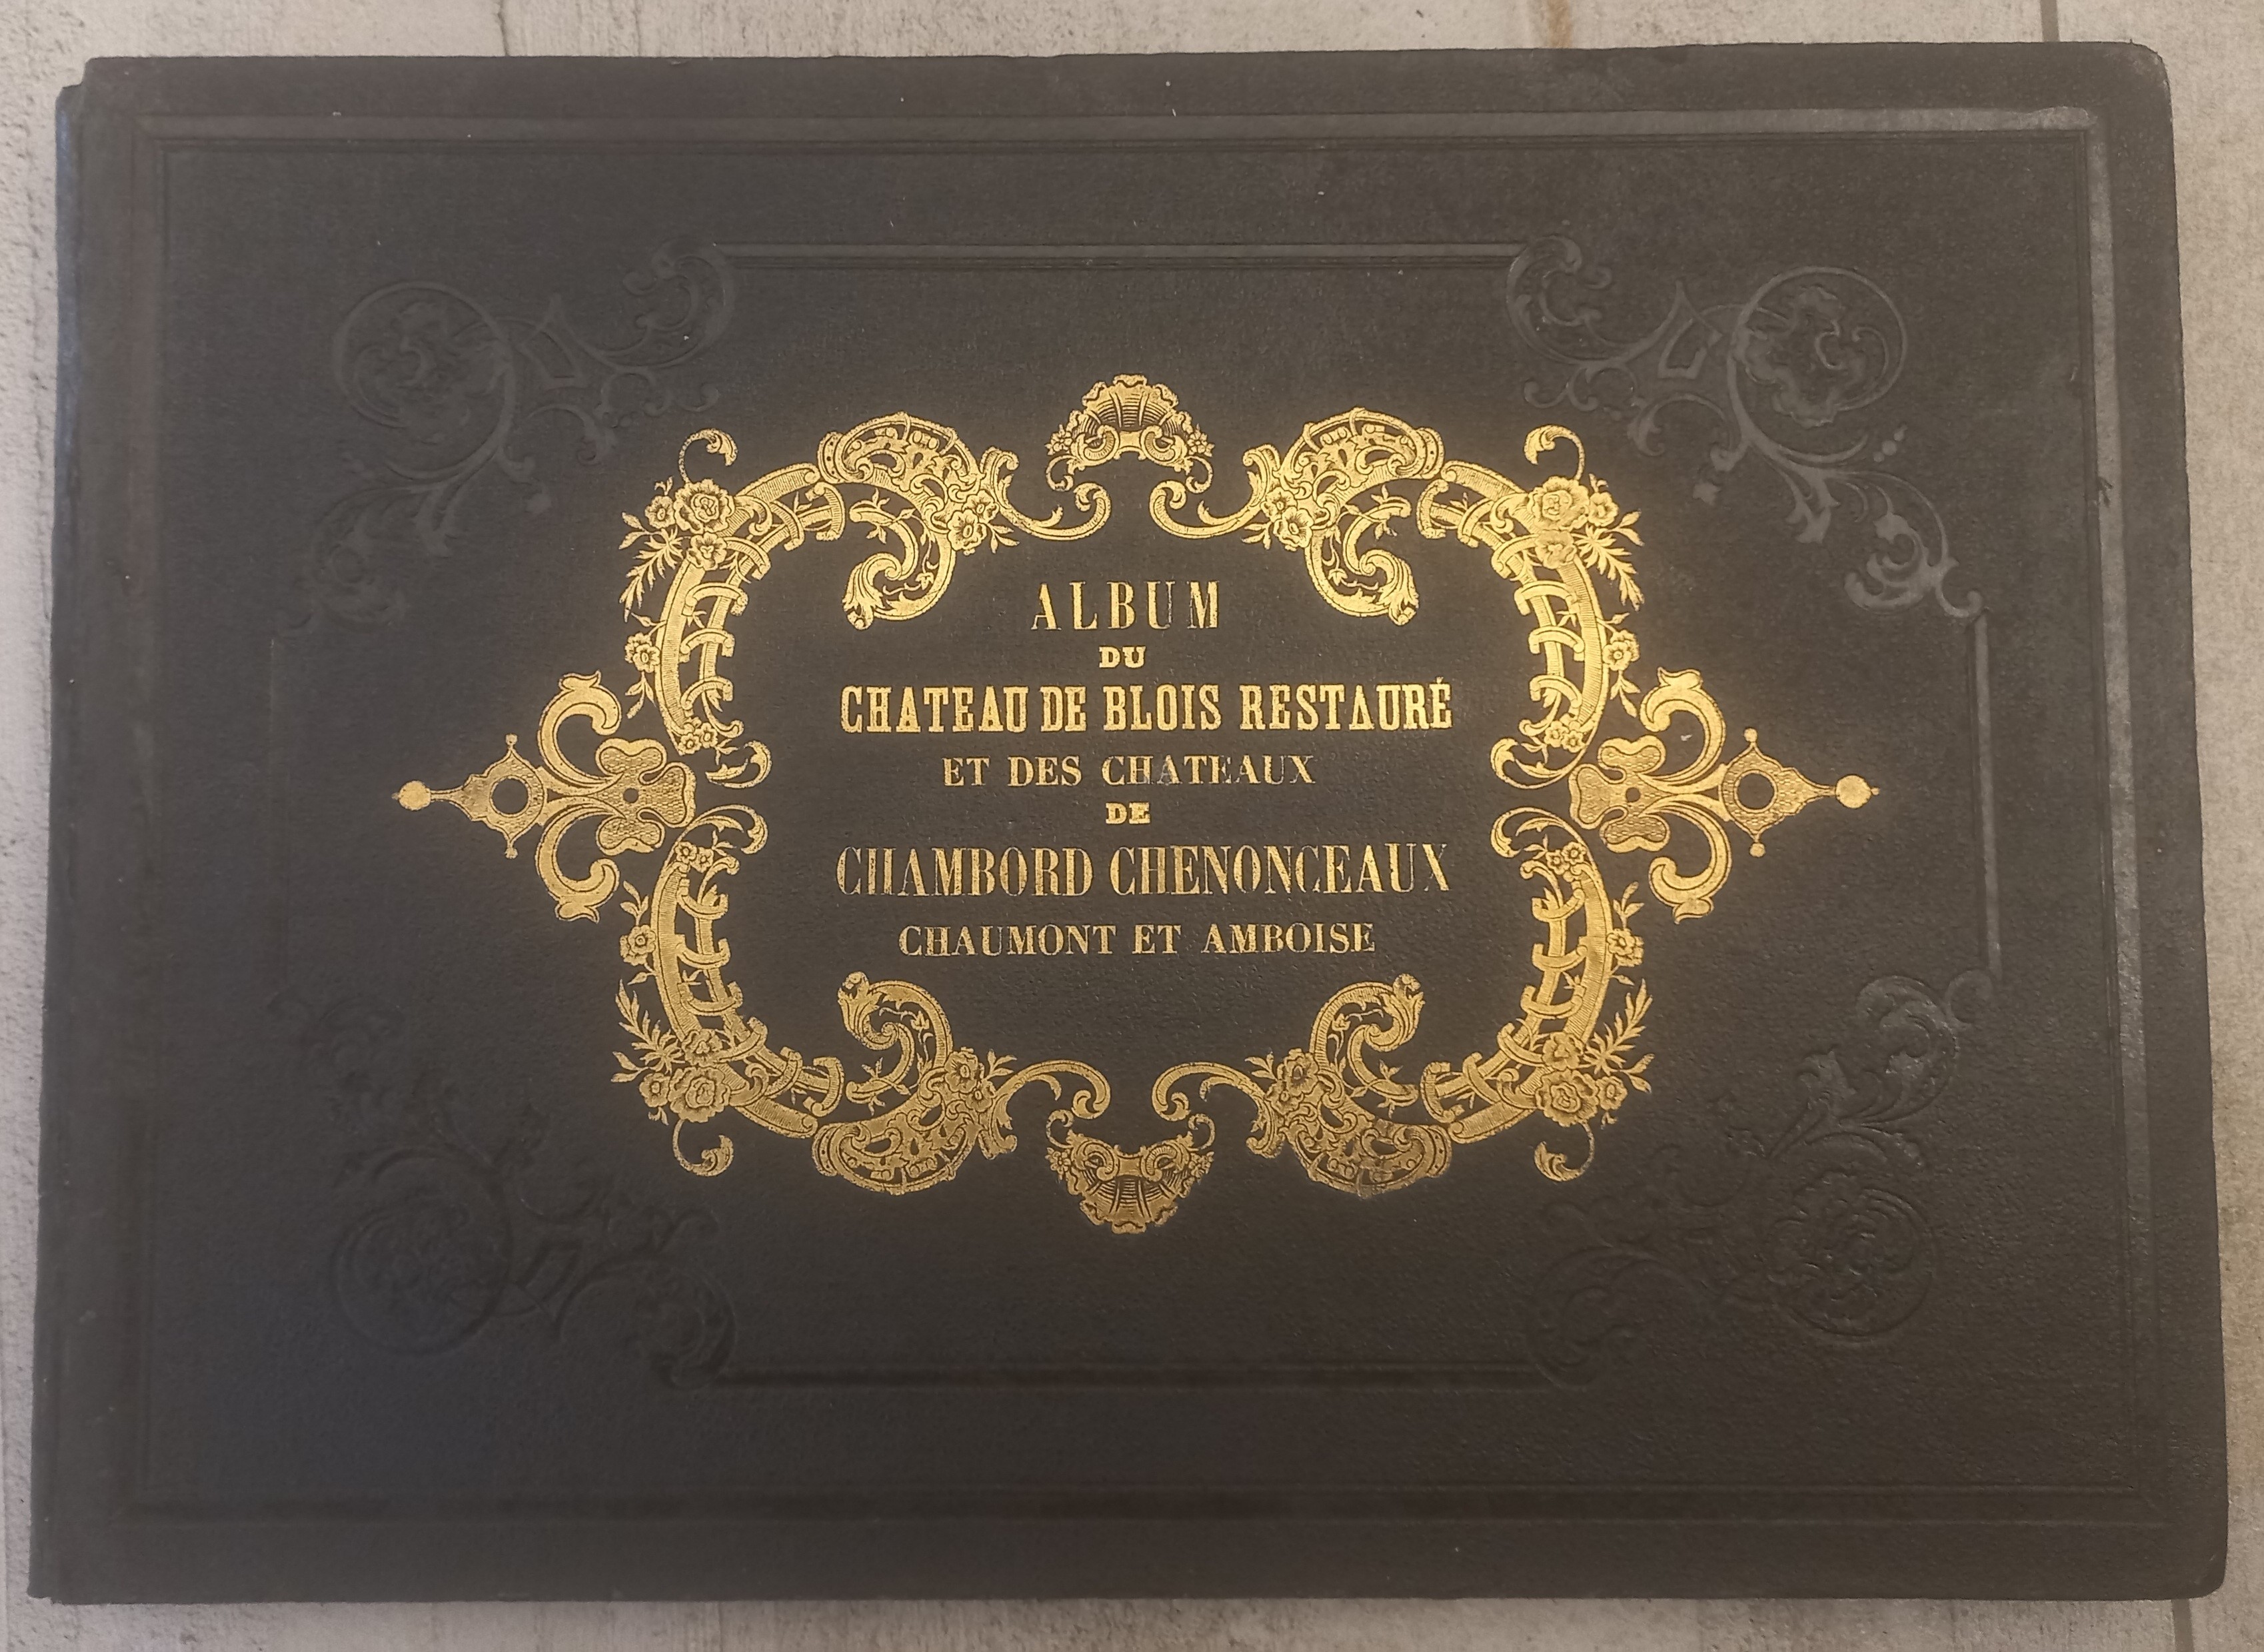 ALBUM
DU
CHATEAU DE BLOIS RESTAURÉ
ET DES CHATEAUX
DE
CHAMBORD CHENONCEAUX
CHAUMONT ET AMBOISE